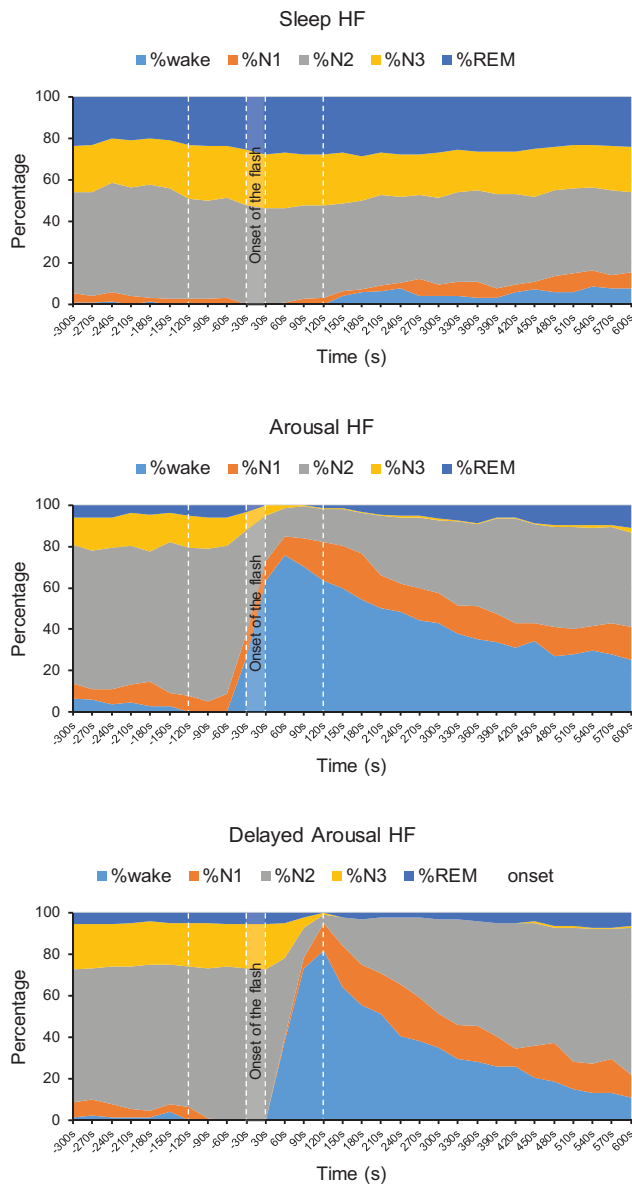 Sleep HF
%wake %N1 %N2 %N3 %REM
100
80
60
40
20
0
Percentage
Onset of the flash
-300s -270s -240s -210s -180s -150s -120s -90s -60s -30s 30s 60s 90s 120s 150s 180s 210s 240s 270s 300s 330s 360s 390s 420s 450s 480s 510s 540s 570s 600s
Time (s)
Arousal HF
%wake %N1 %N2 %N3 %REM
100
80
60
40
20
0
Percentage
Onset of the flash
-300s -270s -240s -210s -180s -150s -120s -90s -60s -30s 30s 60s 90s 120s 150s 180s 210s 240s 270s 300s 330s 360s 390s 420s 450s 480s 510s 540s 570s 600s
Time (s)
Delayed Arousal HF
%wake %N1 %N2 %N3 %REM onset
100
80
60
40
20
0
Percentage
Onset of the flash
-300s -270s -240s -210s -180s -150s -120s -90s -60s -30s 30s 60s 90s 120s 150s 180s 210s 240s 270s 300s 330s 360s 390s 420s 450s 480s 510s 540s 570s 600s
Time (s)